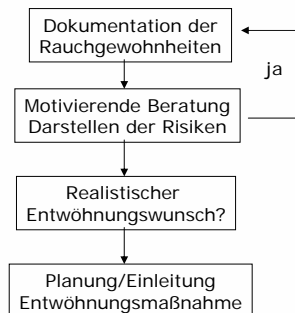 Dokumentation der
Rauchgewohnheiten
ja
Motivierende Beratung
Darstellen der Risiken
Realistischer
Entwöhnungswunsch?
Planung/Einleitung
Entwöhnungsmaßnahme